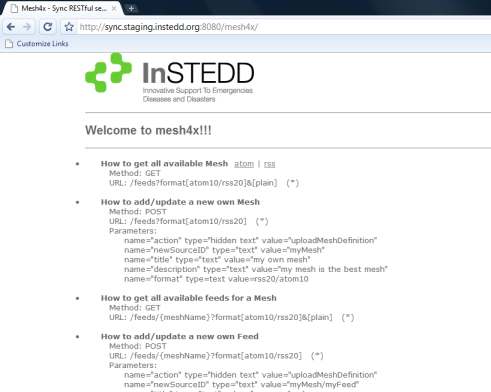 Mesh4x - Sync RESTful se...
http://sync.staging.instedd.org:8080/mesh4x/
Customize Links
InSTEDD
Innovative Support To Emergencies
Diseases and Disasters
Welcome to mesh4x!!!
• How to get all available Mesh atom | rss
Method: GET
URL: /feeds?format[atom10/rss20]&[plain] (*)
• How to add/update a new own Mesh
Method: POST
URL: /feeds?format[atom10/rss20] (*)
Parameters:
name="action" type="hidden text" value="uploadMeshDefinition"
name="newSourceID" type="text" value="myMesh"
name="title" type="text" value="my own mesh"
name="description" type="text" value="my mesh is the best mesh"
name="format" type=text value=rss20/atom10
• How to get all available feeds for a Mesh
Method: GET
URL: /feeds/{meshName}?format[atom10/rss20]&[plain] (*)
• How to add/update a new own Feed
Method: POST
URL: /feeds/{meshName}?format[atom10/rss20] (*)
Parameters:
name="action" type="hidden text" value="uploadMeshDefinition"
name="newSourceID" type="text" value="myMesh/myFeed"